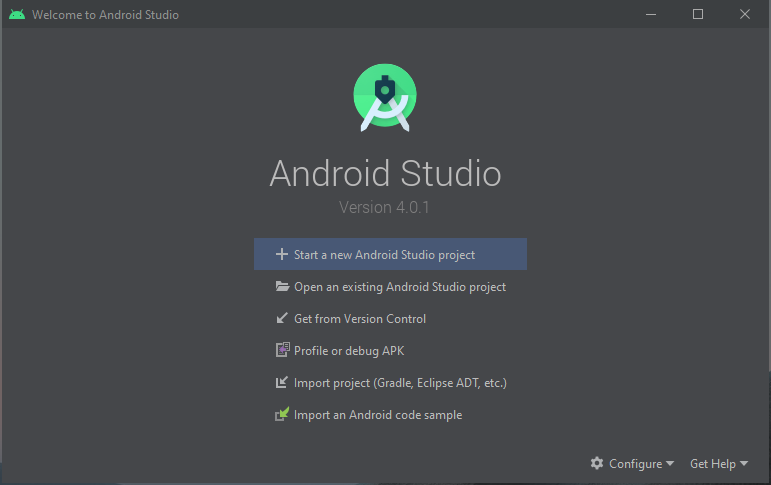 Welcome to Android Studio
Android Studio
Version 4.0.1
Start a new Android Studio project
Open an existing Android Studio project
Get from Version Control
Profile or debug APK
Import project (Gradle, Eclipse ADT, etc.)
Import an Android code sample
Configure Get Help